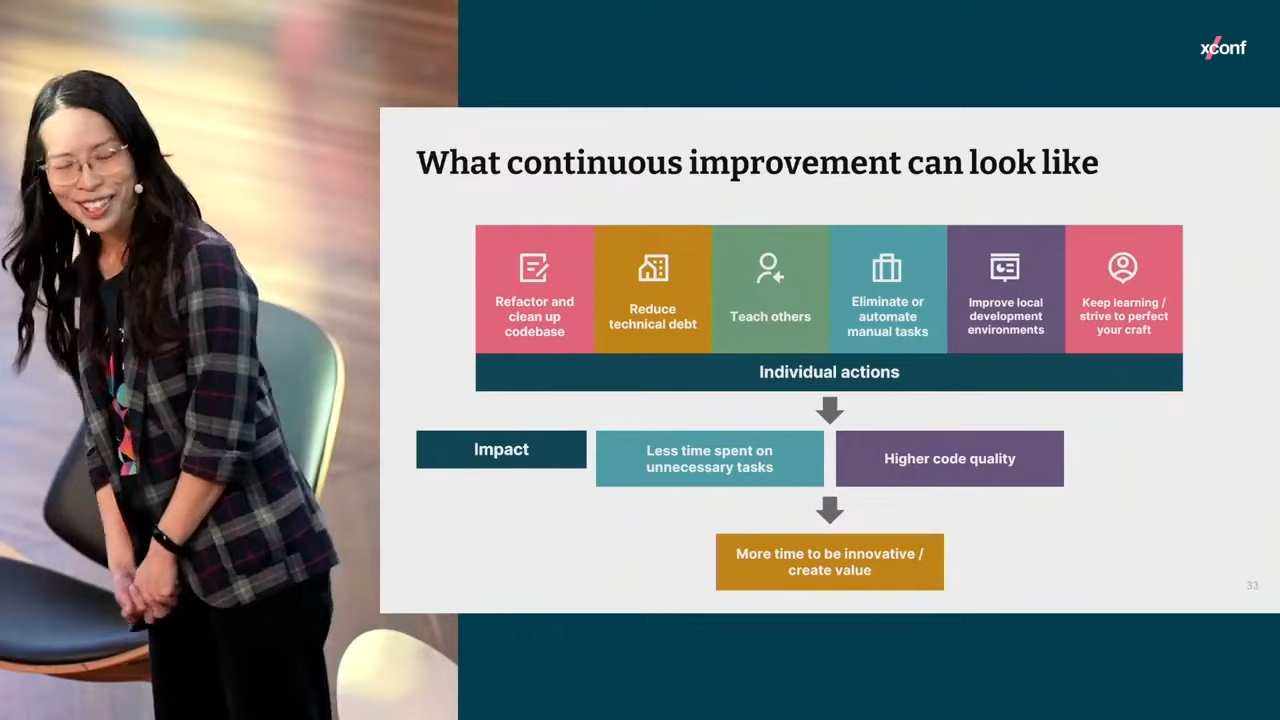 xconf
What continuous improvement can look like
Refactor and
clean up
codebase
Reduce
technical debt
Teach others
Eliminate or
automate
manual tasks
Improve local
development
environments
Keep learning /
strive to perfect
your craft
Individual actions
Impact
Less time spent on
unnecessary tasks
Higher code quality
More time to be innovative /
create value
33